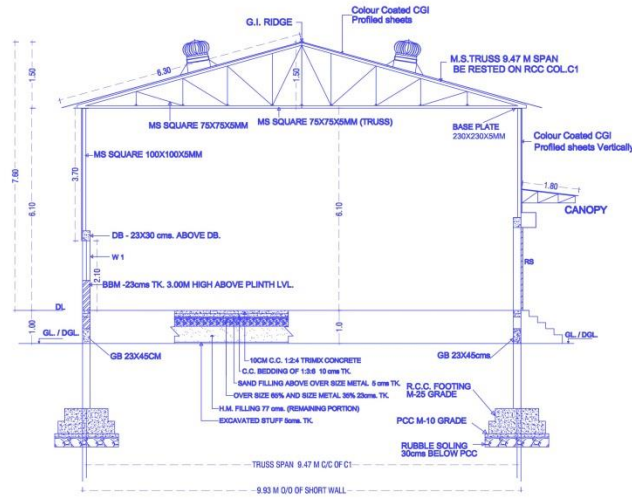 Colour Coated CGI
Profiled sheets
G.I. RIDGE
M.S.TRUSS 9.47 M SPAN
BE RESTED ON RCC COL.C1
6.30
1.50
1.50
MS SQUARE 75X75X5MM
MS SQUARE 75X75X5MM (TRUSS)
BASE PLATE
230X230X5MM
Colour Coated CGI
Profiled sheets Vertically
MS SQUARE 100X100X5MM
7.60
3.70
6.10
6.10
1.80
CANOPY
DB - 23X30 cms. ABOVE DB.
W 1
2.10
RS
BBM -23cms TK. 3.00M HIGH ABOVE PLINTH LVL.
1.00
1.0
GL. / DGL.
GL. / DGL.
GB 23X45CM
GB 23X45cms
10CM C.C. 1:2:4 TRIMIX CONCRETE
C.C. BEDDING OF 1:3:6 10 cms TK.
SAND FILLING ABOVE OVER SIZE METAL 5 cms TK.
OVER SIZE 65% AND SIZE METAL 35% 23cms. TK.
H.M. FILLING 77 cms. (REMAINING PORTION)
EXCAVATED STUFF 5cms. TK.
R.C.C. FOOTING
M-25 GRADE
PCC M-10 GRADE
RUBBLE SOLING
30cms BELOW PCC
TRUSS SPAN 9.47 M C/C OF C1
9.93 M O/O OF SHORT WALL